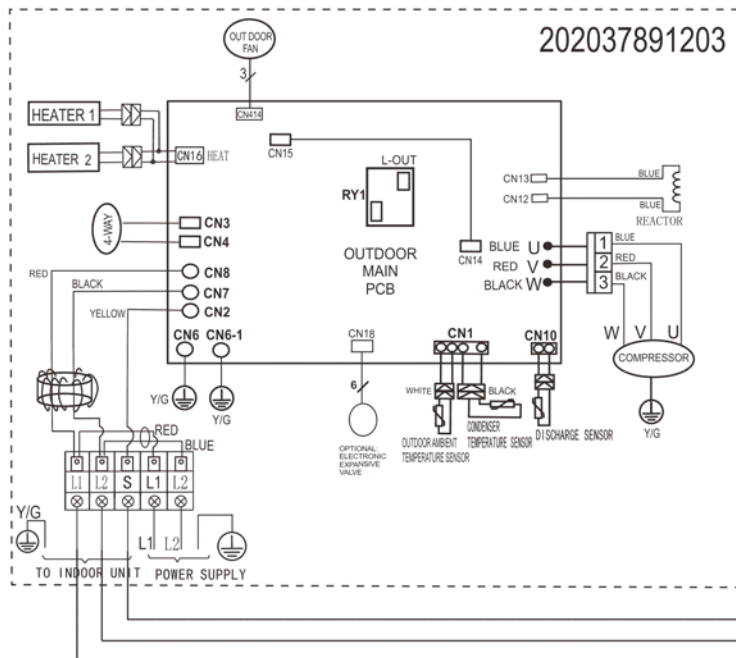 202037891203
OUT DOOR
FAN
3
CN414
HEATER 1
HEATER 2
CN16 HEAT
CN15
L-OUT
RY1
CN13
BLUE
CN12
BLUE
REACTOR
4-WAY
CN3
CN4
OUTDOOR
MAIN
PCB
CN14
BLUE U
RED V
BLACK W
1 BLUE
2 RED
3 BLACK
RED
CN8
BLACK
CN7
YELLOW
CN2
CN6 CN6-1
Y/G
Y/G
CN18
6
OPTIONAL:
ELECTRONIC
EXPANSIVE
VALVE
CN1
WHITE
BLACK
OUTDOOR AMBIENT
TEMPERATURE SENSOR
CONDENSER
TEMPERATURE SENSOR
CN10
DISCHARGE SENSOR
W V U
COMPRESSOR
Y/G
RED
BLUE
L1 L2 S L1 L2
Y/G
L1 L2
TO INDOOR UNIT POWER SUPPLY